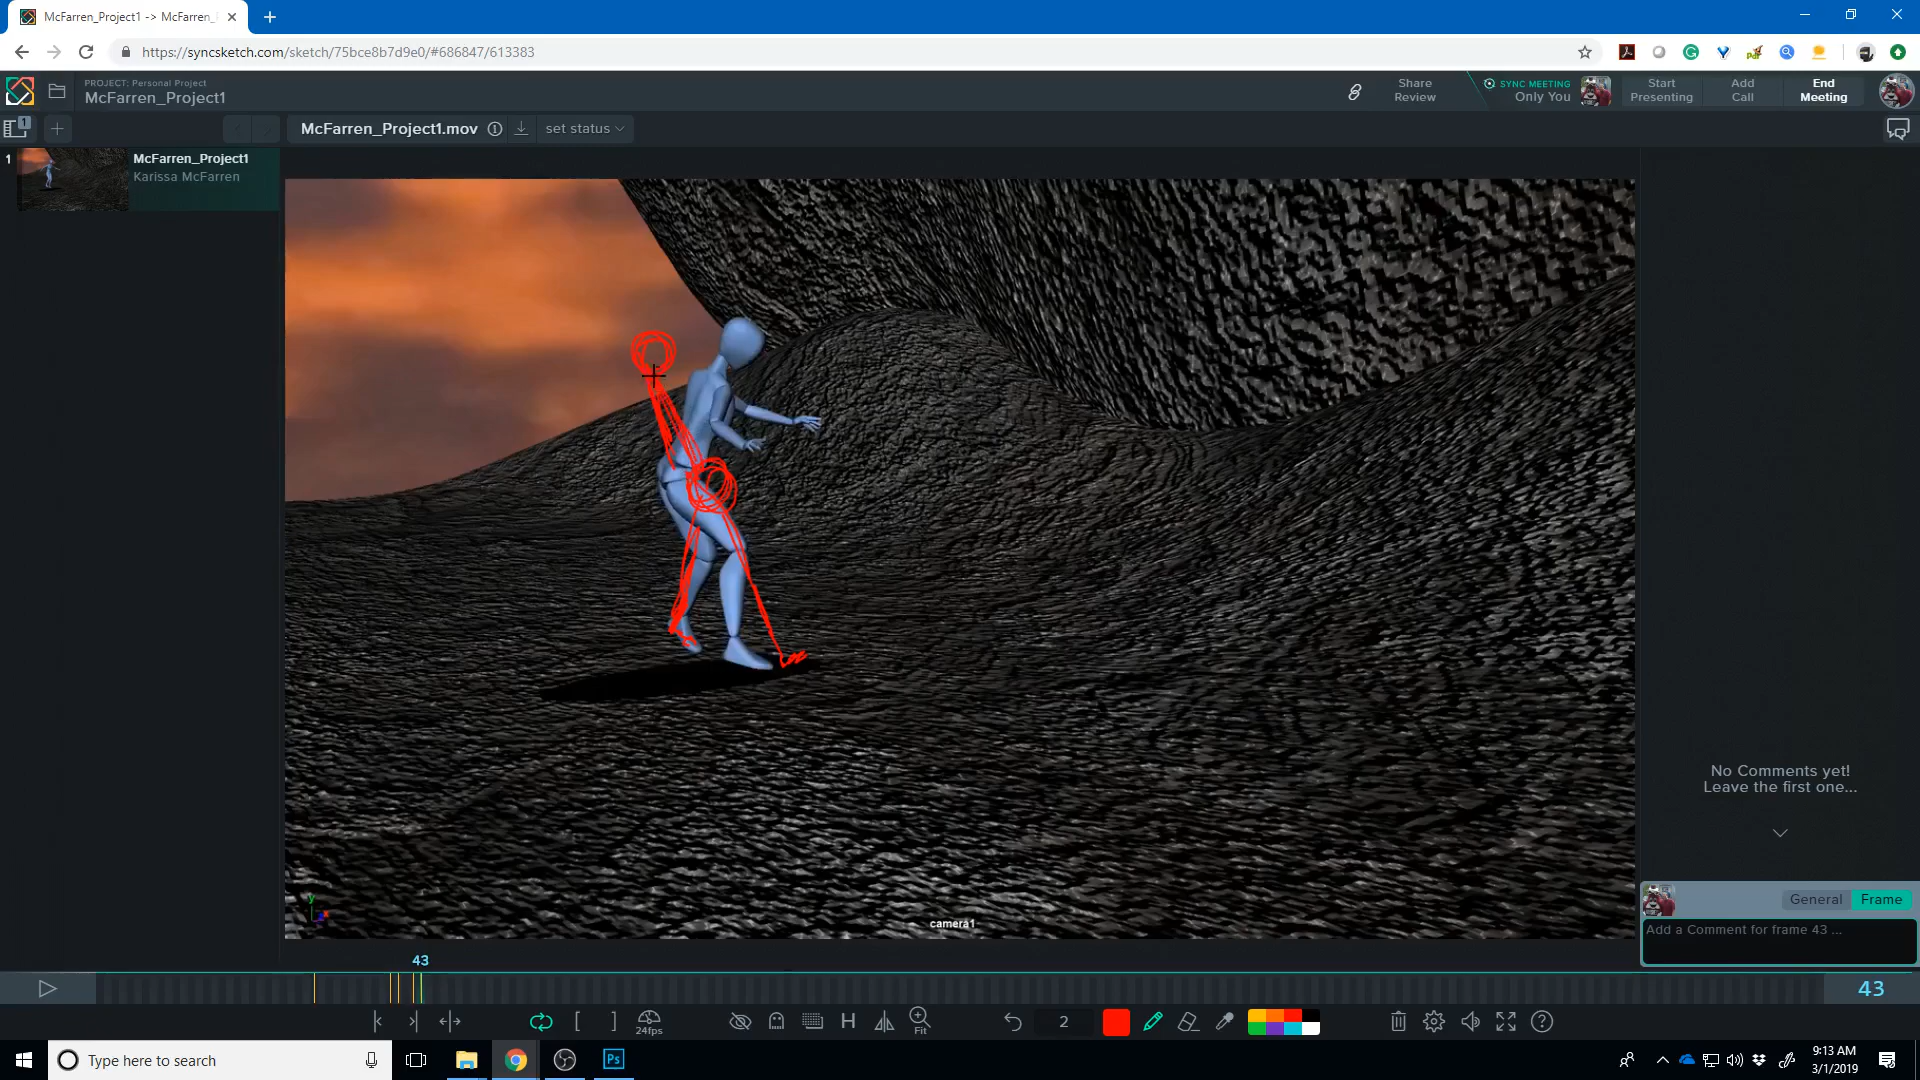 McFarren_Project1 -> McFarren_
https://syncsketch.com/sketch/75bce8b7d9e0/#686847/613383
PROJECT: Personal Project
McFarren_Project1
Share
Review
SYNC MEETING
Only You
Start
Presenting
Add
Call
End
Meeting
1
McFarren_Project1.mov
set status
1
McFarren_Project1
Karissa McFarren
No Comments yet!
Leave the first one...
y
x
camera1
General
Frame
Add a Comment for frame 43 ...
43
43
24fps
H
Fit
2
Type here to search
Ps
9:13 AM
3/1/2019